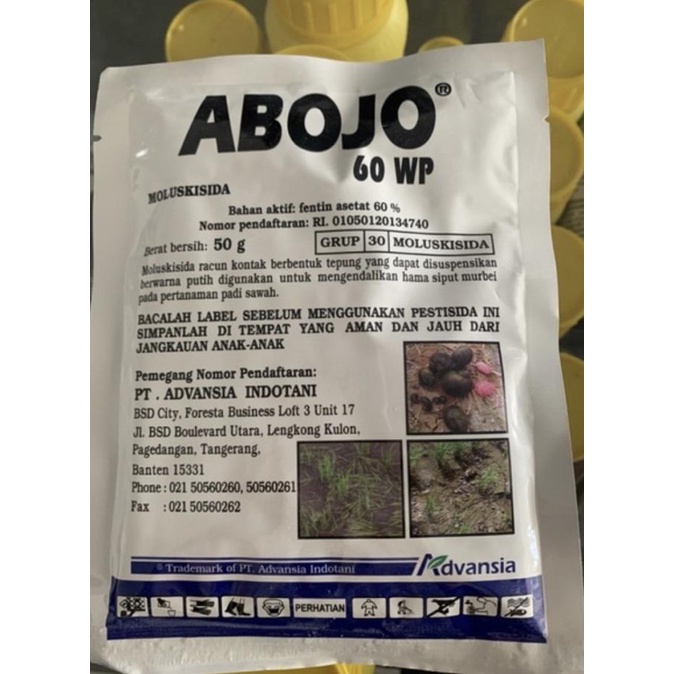 ABOJO®
60 WP
MOLUSKISIDA
Bahan aktif: fentin asetat 60 %
Nomor pendaftaran: RI. 01050120134740
Berat bersih: 50 g
GRUP 30 MOLUSKISIDA
Moluskisida racun kontak berbentuk tepung yang dapat disuspensikan
berwarna putih digunakan untuk mengendalikan hama siput murbei
pada pertanaman padi sawah.
BACALAH LABEL SEBELUM MENGGUNAKAN PESTISIDA INI
SIMPANLAH DI TEMPAT YANG AMAN DAN JAUH DARI
JANGKAUAN ANAK-ANAK
Pemegang Nomor Pendaftaran:
PT . ADVANSIA INDOTANI
BSD City, Foresta Business Loft 3 Unit 17
Jl. BSD Boulevard Utara, Lengkong Kulon,
Pagedangan, Tangerang,
Banten 15331
Phone : 021 50560260, 50560261
Fax : 021 50560262
® Trademark of PT. Advansia Indotani
Advansia
PERHATIAN